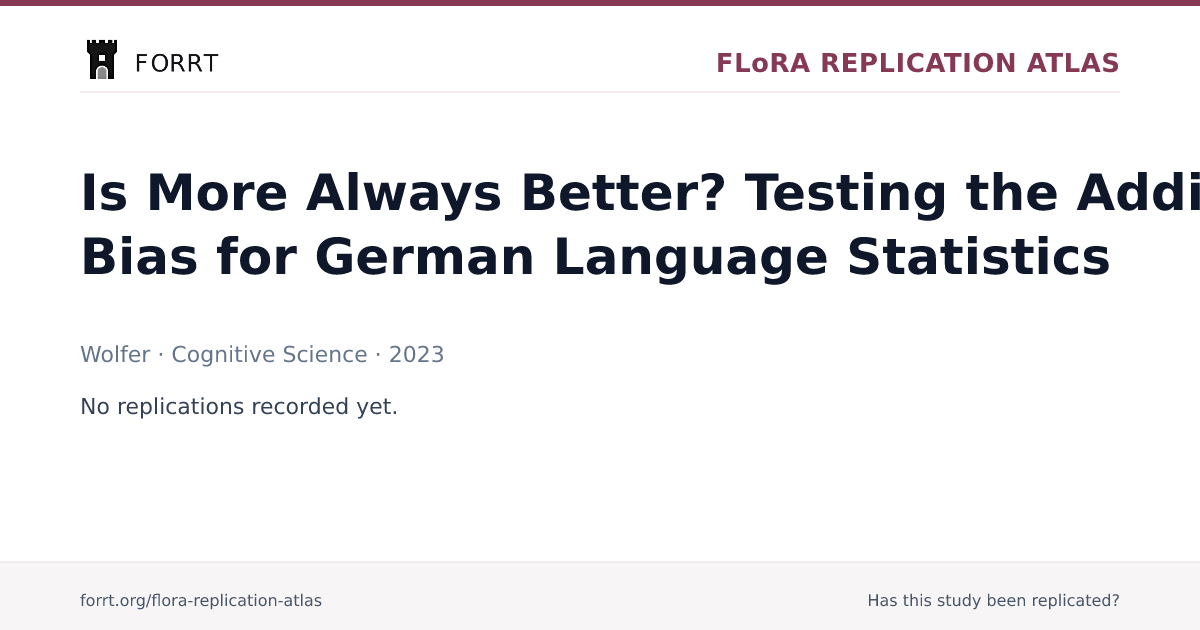 FORRT
FLoRA REPLICATION ATLAS
Is More Always Better? Testing the Addi
Bias for German Language Statistics
Wolfer · Cognitive Science · 2023
No replications recorded yet.
forrt.org/flora-replication-atlas
Has this study been replicated?